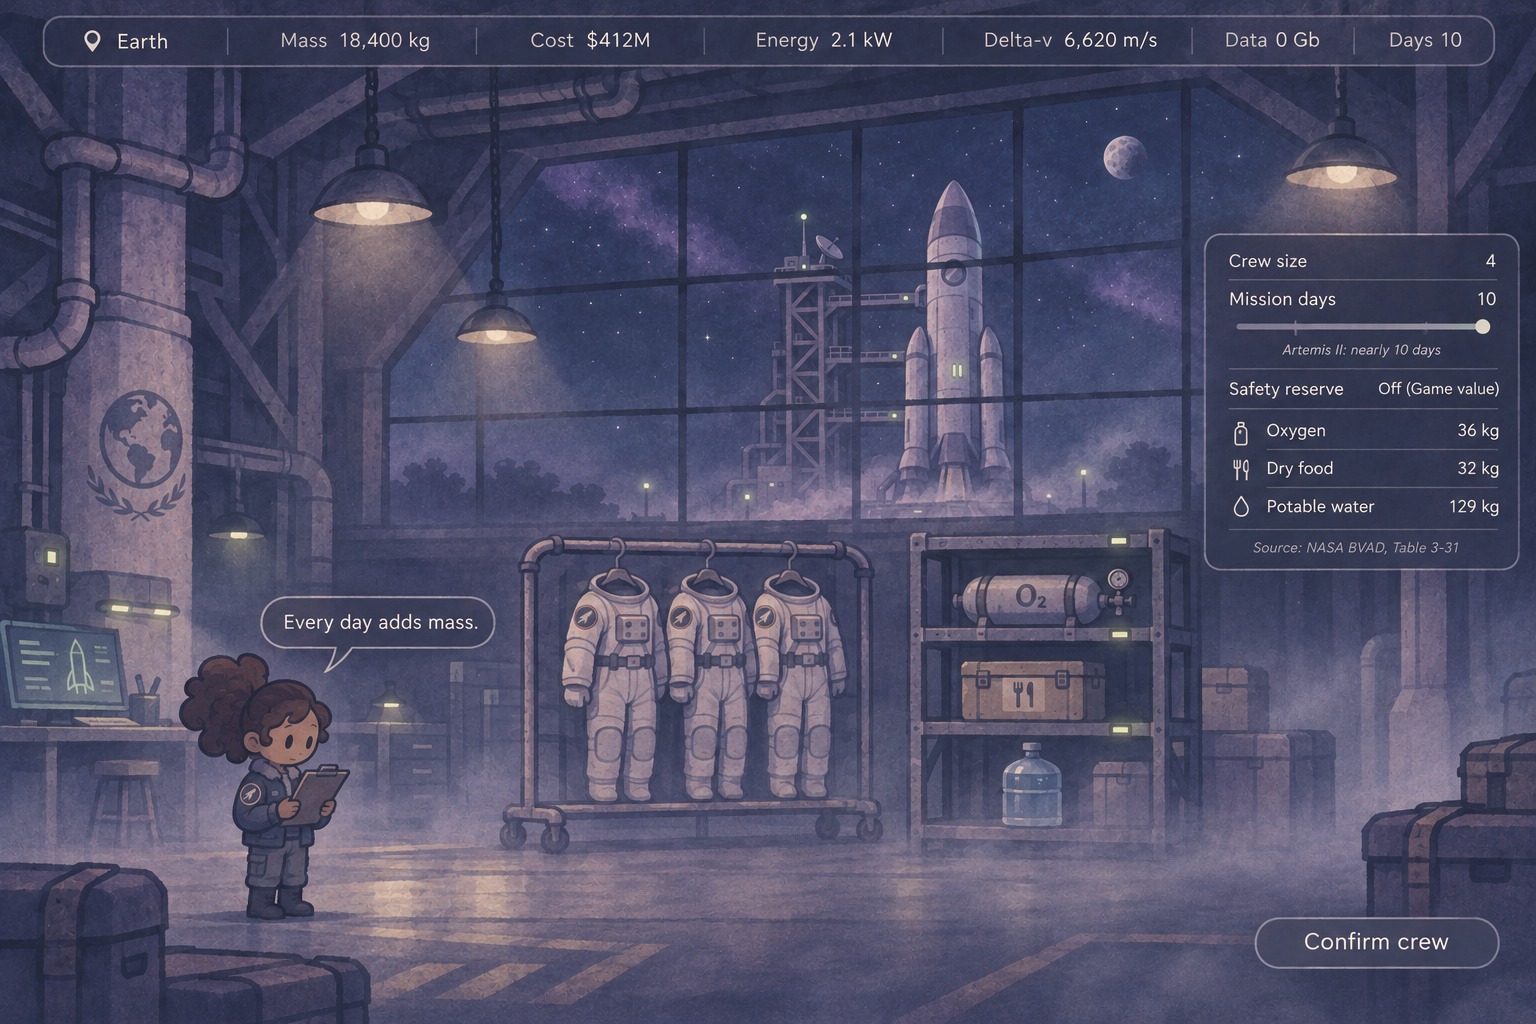 Earth Mass 18,400 kg Cost $412M Energy 2.1 kW Delta-v 6,620 m/s Data 0 Gb Days 10
Crew size 4
Mission days 10
Artemis II: nearly 10 days
Safety reserve Off (Game value)
Oxygen 36 kg
Dry food 32 kg
Potable water 129 kg
Source: NASA BVAD, Table 3-31
II
O₂
Every day adds mass.
Confirm crew